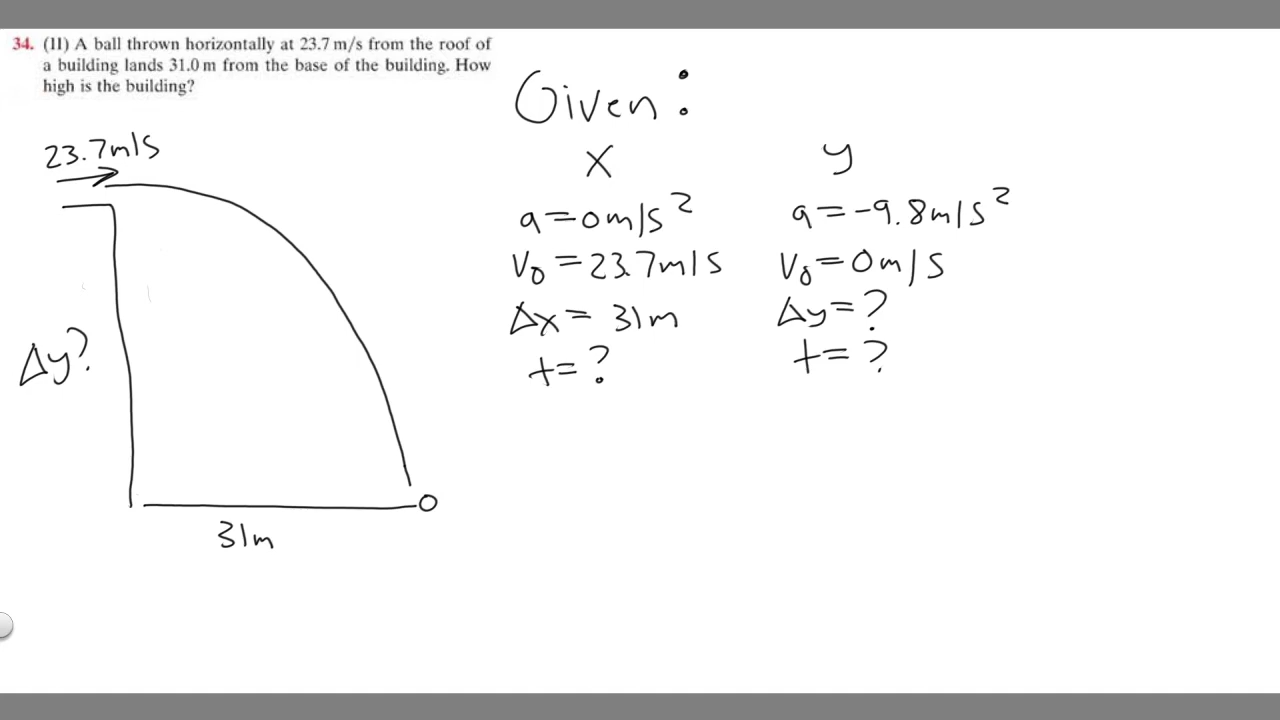 34. (II) A ball thrown horizontally at 23.7 m/s from the roof of
a building lands 31.0 m from the base of the building. How
high is the building?
Given:
23.7m/s
x
y
a=0m/s²
a=-9.8m/s²
V₀=23.7m/s
V₀=0m/s
Δx= 31m
Δy=?
Δy?
t=?
t=?
31m